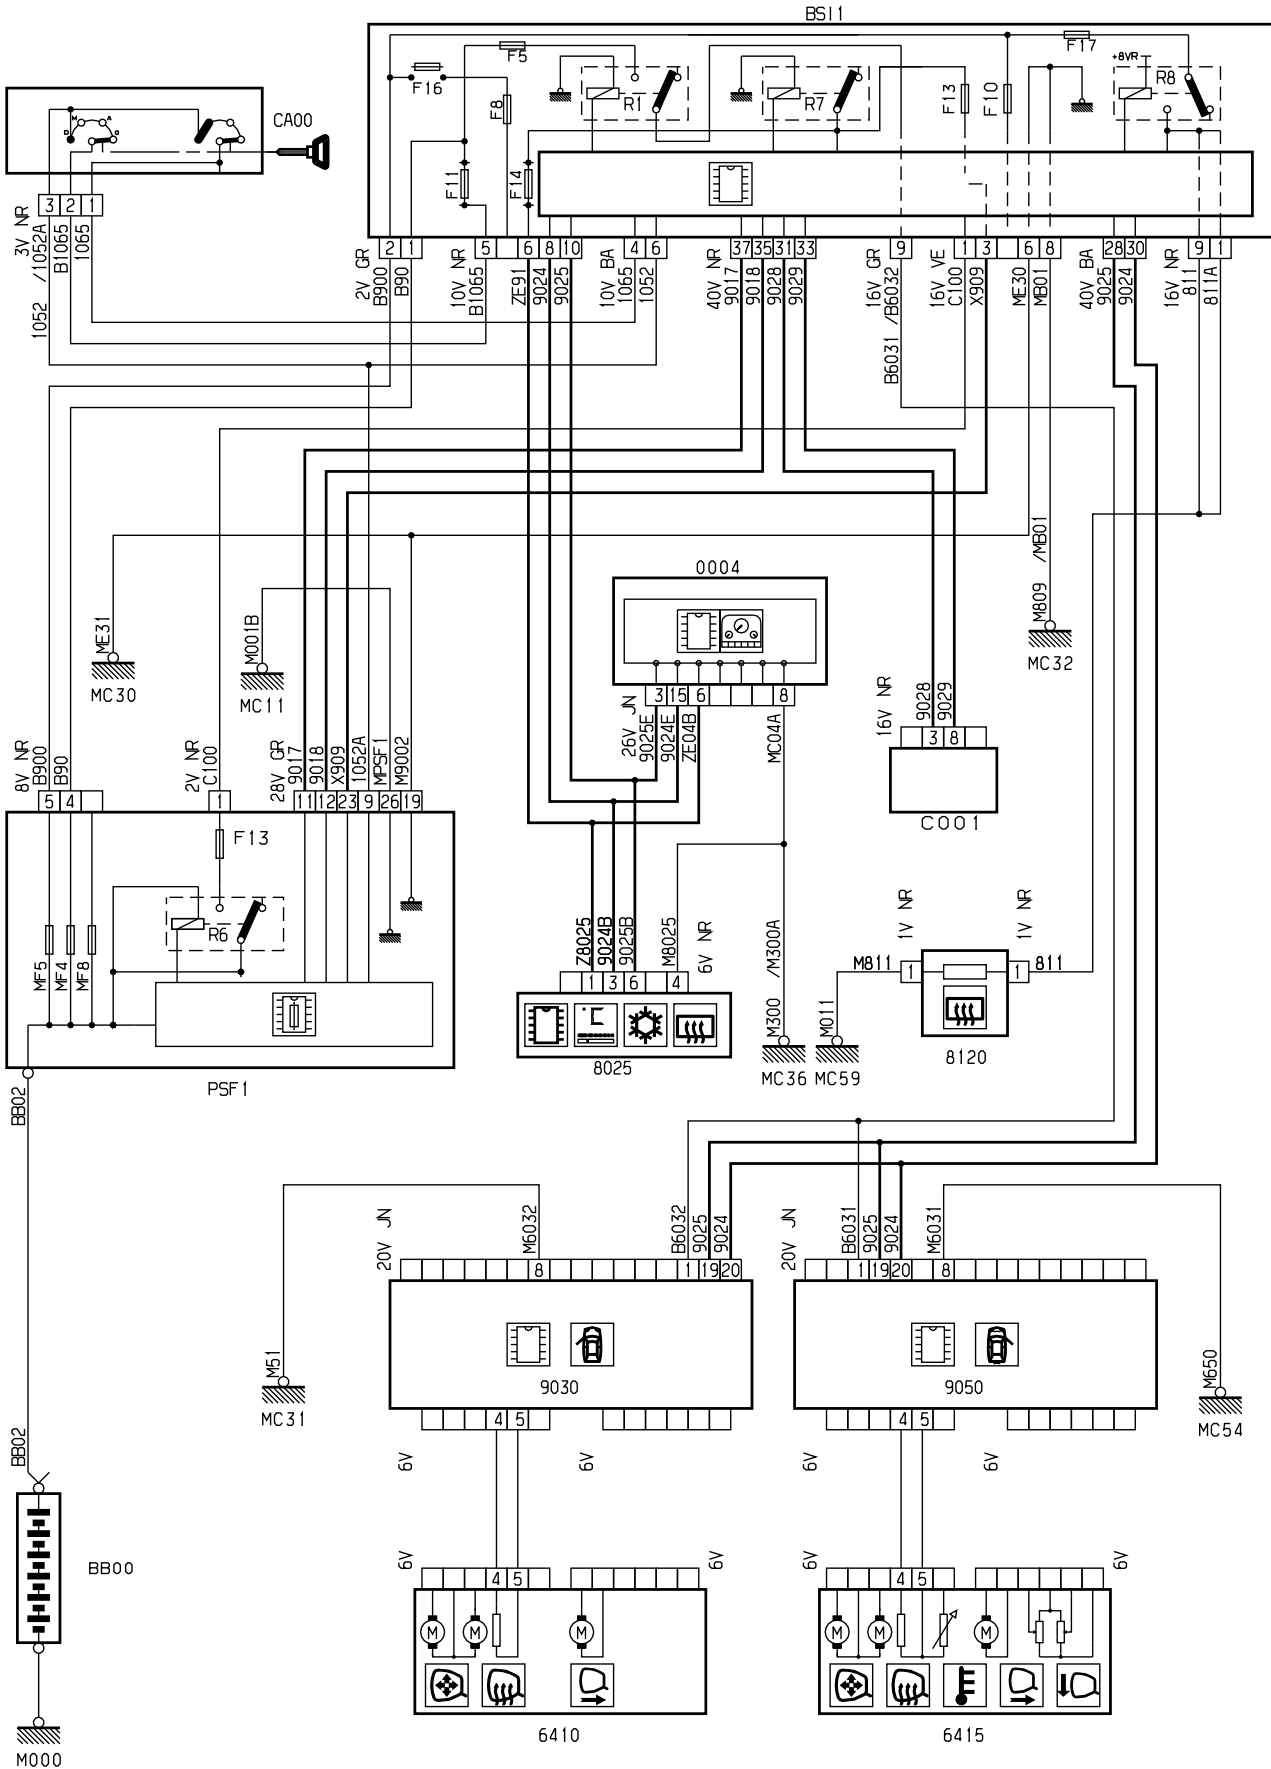 BSI1
F5
F17
F16
F8
+8VR
R8
R1
R7
F13
F10
M
A
D
C
CA00
F11
F14
3 2 1
2 1
5
6 8 10
4 6
37 35 31 33
9
1 3
6 8
28 30
9 1
3V NR
/1052A
1052
B1065
1065
2V GR
B900
B90
10V NR
B1065
ZE91
9024
9025
10V BA
1065
1052
40V NR
9017
9018
9028
9029
16V GR
/B6032
B6031
16V VE
C100
X909
ME30
MB01
40V BA
9025
9024
16V NR
811
811A
/MB01
M809
MC32
ME31
MC30
M001B
MC11
0004
3 15 6 8
26V JN
9025E
9024E
ZE04B
MC04A
16V NR
9028
9029
3 8
C001
8V NR
B900
B90
2V NR
C100
28V GR
9017
9018
X909
1052A
MPSF1
M9002
5 4
1
11 12 23 9 26 19
F13
R6
MF5
MF4
MF8
PSF1
Z8025
9024B
9025B
M8025
6V NR
1 3 6 4
°C
8025
/M300A
M300
MC36
1V NR
1V NR
M811
1
1
811
M011
MC59
8120
BB02
BB02
BB00
M000
20V JN
M6032
B6032
9025
9024
8
1 19 20
9030
M51
MC31
20V JN
B6031
9025
9024
M6031
1 19 20 8
9050
M650
MC54
4 5
4 5
6V
6V
6V
6V
6V
6V
6V
6V
4 5
4 5
M M M
M M M
6410
6415